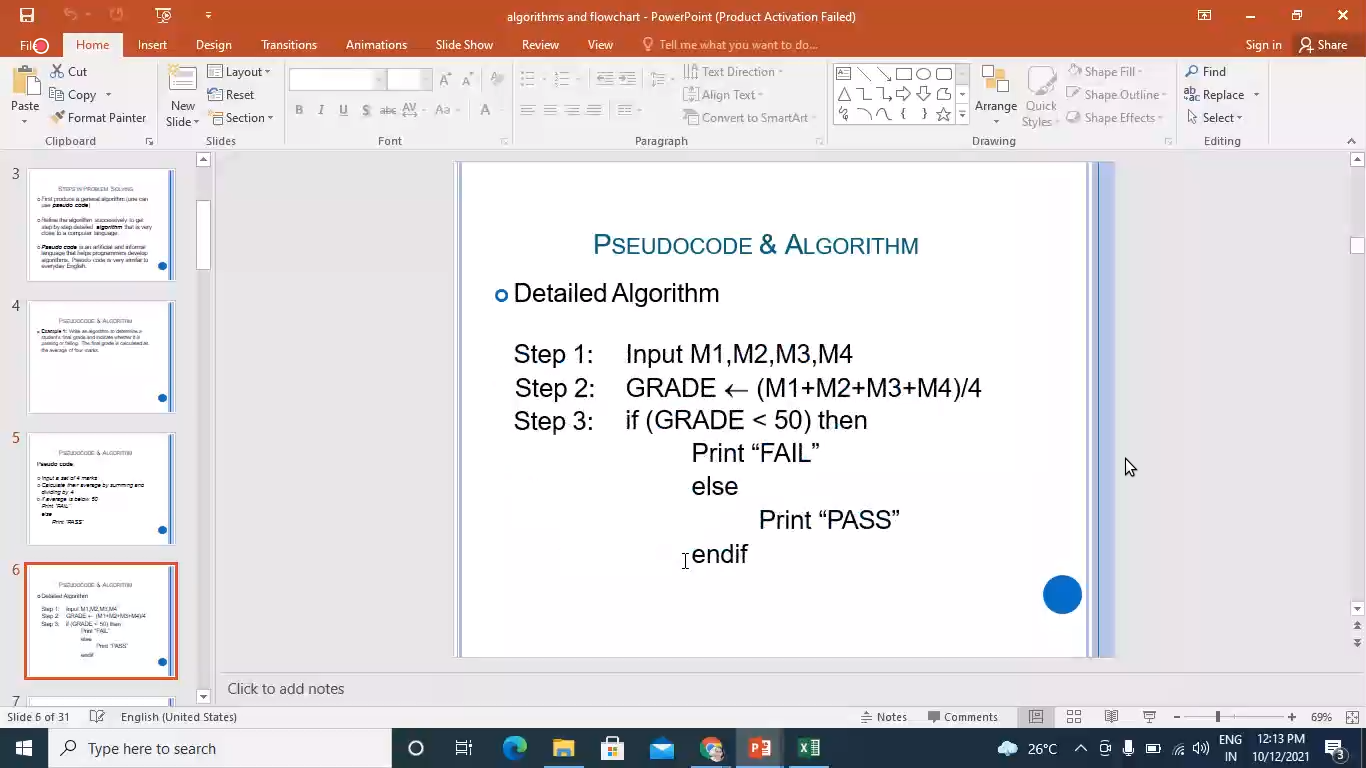 algorithms and flowchart - PowerPoint (Product Activation Failed)
File Home Insert Design Transitions Animations Slide Show Review View Tell me what you want to do... Sign in Share
Paste
Cut
Copy
Format Painter
Clipboard
New Slide
Layout
Reset
Section
Slides
B I U S abc AV Aa A
Font
Text Direction
Align Text
Convert to SmartArt
Paragraph
Arrange
Quick Styles
Shape Fill
Shape Outline
Shape Effects
Drawing
Find
Replace
Select
Editing
3
STEPS IN PROBLEM SOLVING
First produce a general algorithm (one can
use pseudo code)
Refine the algorithm successively to get
step by step detailed algorithm that is very
close to a computer language.
Pseudo code is an artificial and informal
language that helps programmers develop
algorithms. Pseudo code is very similar to
everyday English.
4
PSEUDOCODE & ALGORITHM
Example 1: Write an algorithm to determine a
student's final grade and indicate whether it is
passing or failing. The final grade is calculated as
the average of four marks.
5
PSEUDOCODE & ALGORITHM
Pseudo code:
Input a set of 4 marks
Calculate their average by summing and
dividing by 4
if average is below 50
Print "FAIL"
else
Print "PASS"
6
PSEUDOCODE & ALGORITHM
Detailed Algorithm
Step 1: Input M1,M2,M3,M4
Step 2: GRADE ← (M1+M2+M3+M4)/4
Step 3: if (GRADE < 50) then
Print "FAIL"
else
Print "PASS"
endif
7
PSEUDOCODE & ALGORITHM
Detailed Algorithm
Step 1: Input M1,M2,M3,M4
Step 2: GRADE ← (M1+M2+M3+M4)/4
Step 3: if (GRADE < 50) then
Print “FAIL”
else
Print “PASS”
endif
Click to add notes
Slide 6 of 31 English (United States) Notes Comments 69%
Type here to search 26°C ENG IN 12:13 PM 10/12/2021 3